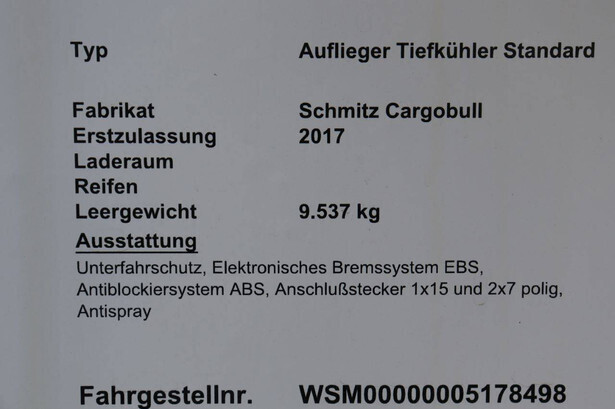 Typ Auflieger Tiefkühler Standard
Fabrikat Schmitz Cargobull
Erstzulassung 2017
Laderaum
Reifen
Leergewicht 9.537 kg
Ausstattung
Unterfahrschutz, Elektronisches Bremssystem EBS,
Antiblockiersystem ABS, Anschlußstecker 1x15 und 2x7 polig,
Antispray
Fahrgestellnr. WSM00000005178498